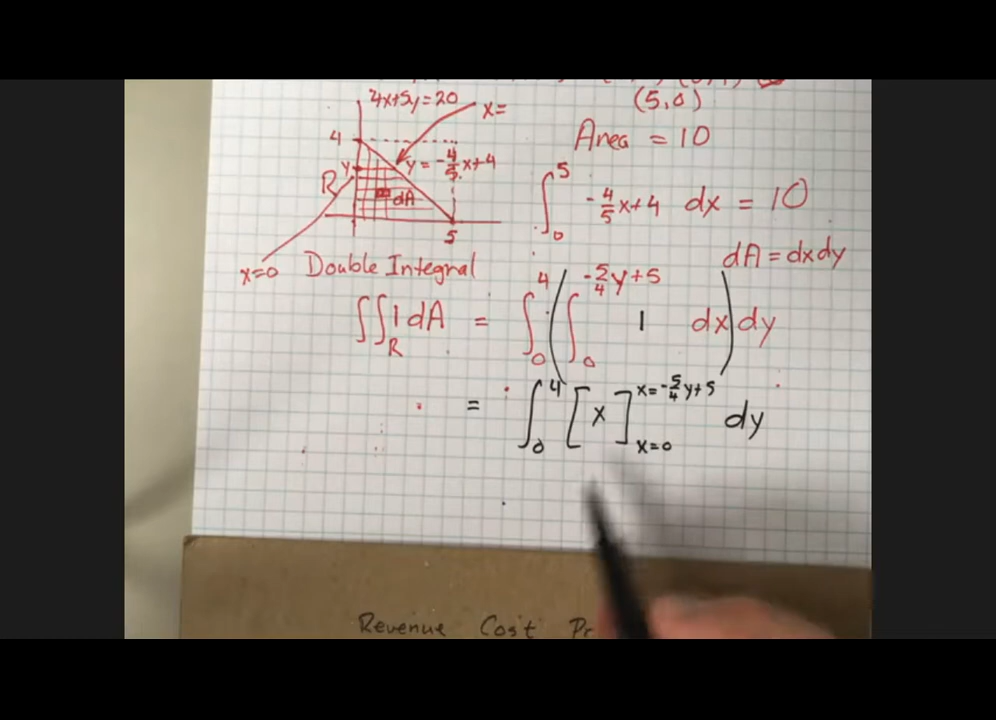 (5,0)
4x+5y=20 x=
Area = 10
4
y y = -4/5x+4
R dA
∫₀⁵ -4/5x+4 dx = 10
5
x=0 Double Integral
dA = dxdy
∫∫_R 1 dA = ∫₀⁴ (∫₀^(-5/4y+5) 1 dx) dy
= ∫₀⁴ [x]_(x=0)^(x=-5/4y+5) dy
Revenue Cost